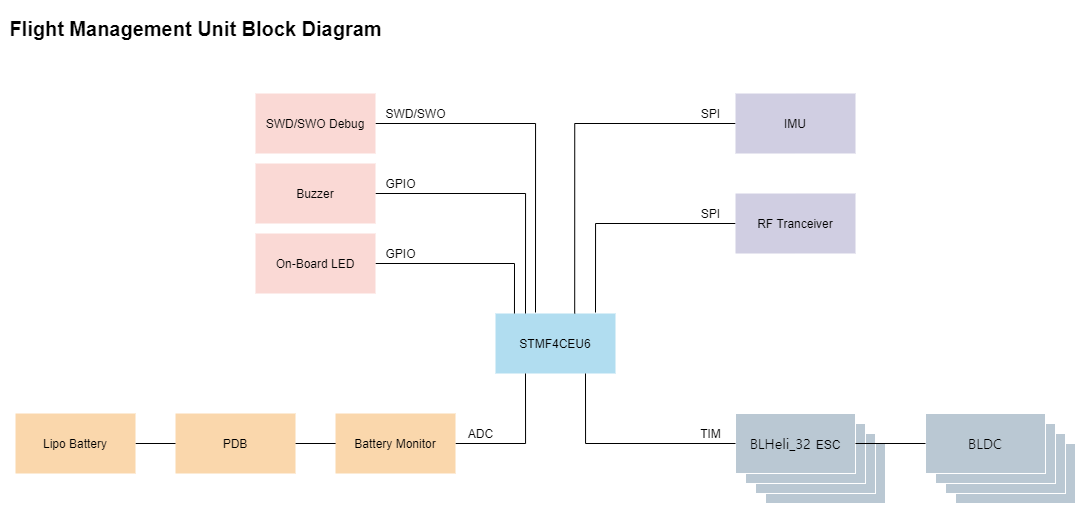 Flight Management Unit Block Diagram
SWD/SWO Debug
SWD/SWO
SPI
IMU
Buzzer
GPIO
SPI
RF Tranceiver
On-Board LED
GPIO
STMF4CEU6
Lipo Battery
PDB
Battery Monitor
ADC
TIM
BLHeli_32 ESC
BLDC